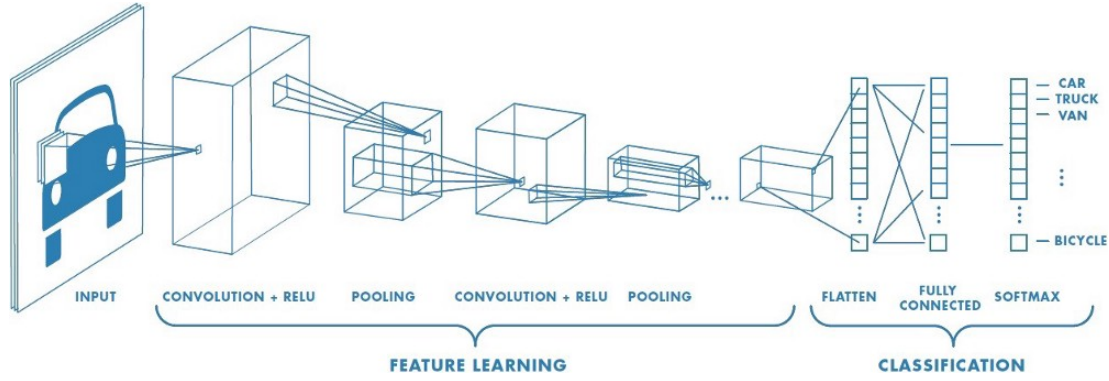 CAR
TRUCK
VAN
BICYCLE
INPUT
CONVOLUTION + RELU
POOLING
CONVOLUTION + RELU
POOLING
FLATTEN
FULLY
CONNECTED
SOFTMAX
FEATURE LEARNING
CLASSIFICATION